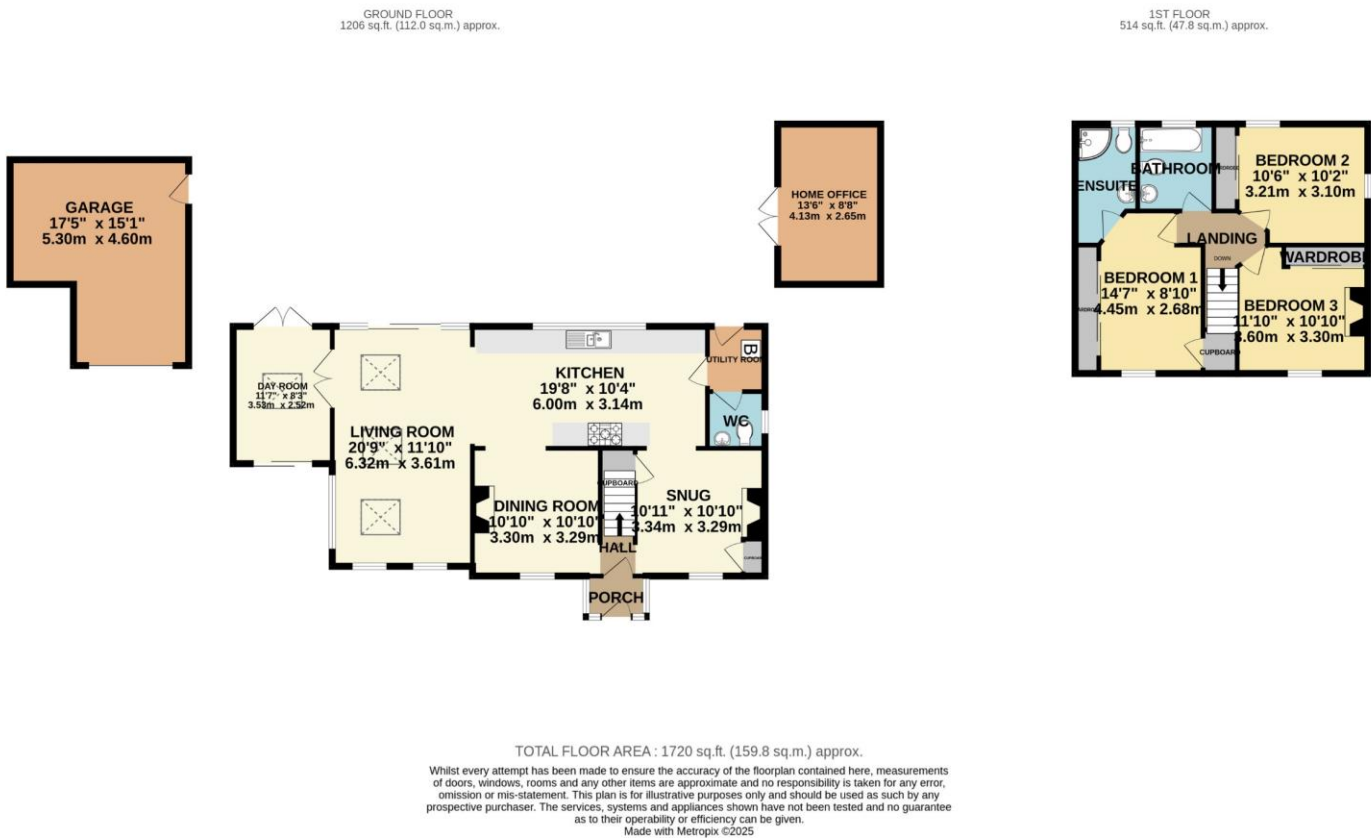 GROUND FLOOR
1206 sq.ft. (112.0 sq.m.) approx.
1ST FLOOR
514 sq.ft. (47.8 sq.m.) approx.
GARAGE
17'5" x 15'1"
5.30m x 4.60m
HOME OFFICE
13'6" x 8'8"
4.13m x 2.65m
DAY ROOM
11'7" x 8'3"
3.53m x 2.52m
LIVING ROOM
20'9" x 11'10"
6.32m x 3.61m
KITCHEN
19'8" x 10'4"
6.00m x 3.14m
B
UTILITY ROOM
WC
CUPBOARD
DINING ROOM
10'10" x 10'10"
3.30m x 3.29m
SNUG
10'11" x 10'10"
3.34m x 3.29m
CUPBOARD
HALL
PORCH
ENSUITE
BATHROOM
BEDROOM 2
10'6" x 10'2"
3.21m x 3.10m
LANDING
DOWN
WARDROBE
BEDROOM 1
14'7" x 8'10"
4.45m x 2.68m
BEDROOM 3
11'10" x 10'10"
3.60m x 3.30m
CUPBOARD
TOTAL FLOOR AREA : 1720 sq.ft. (159.8 sq.m.) approx.
Whilst every attempt has been made to ensure the accuracy of the floorplan contained here, measurements
of doors, windows, rooms and any other items are approximate and no responsibility is taken for any error,
omission or mis-statement. This plan is for illustrative purposes only and should be used as such by any
prospective purchaser. The services, systems and appliances shown have not been tested and no guarantee
as to their operability or efficiency can be given.
Made with Metropix ©2025